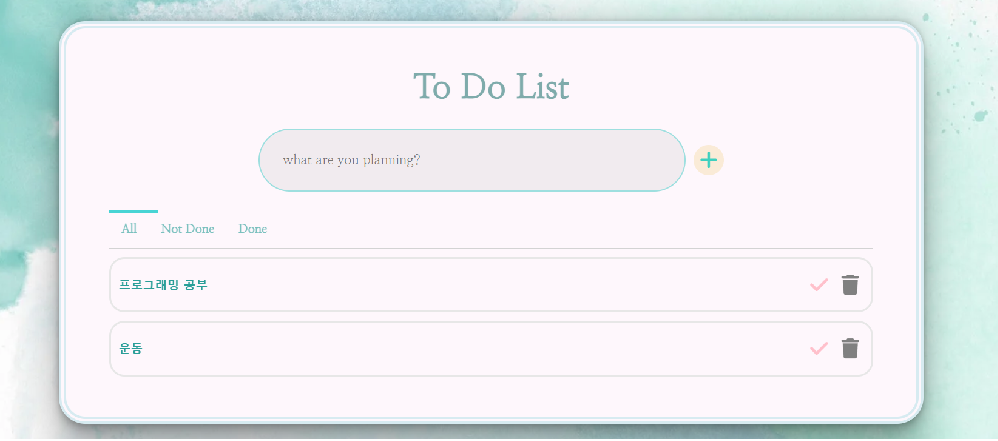 To Do List
what are you planning?
All Not Done Done
프로그래밍 공부
운동